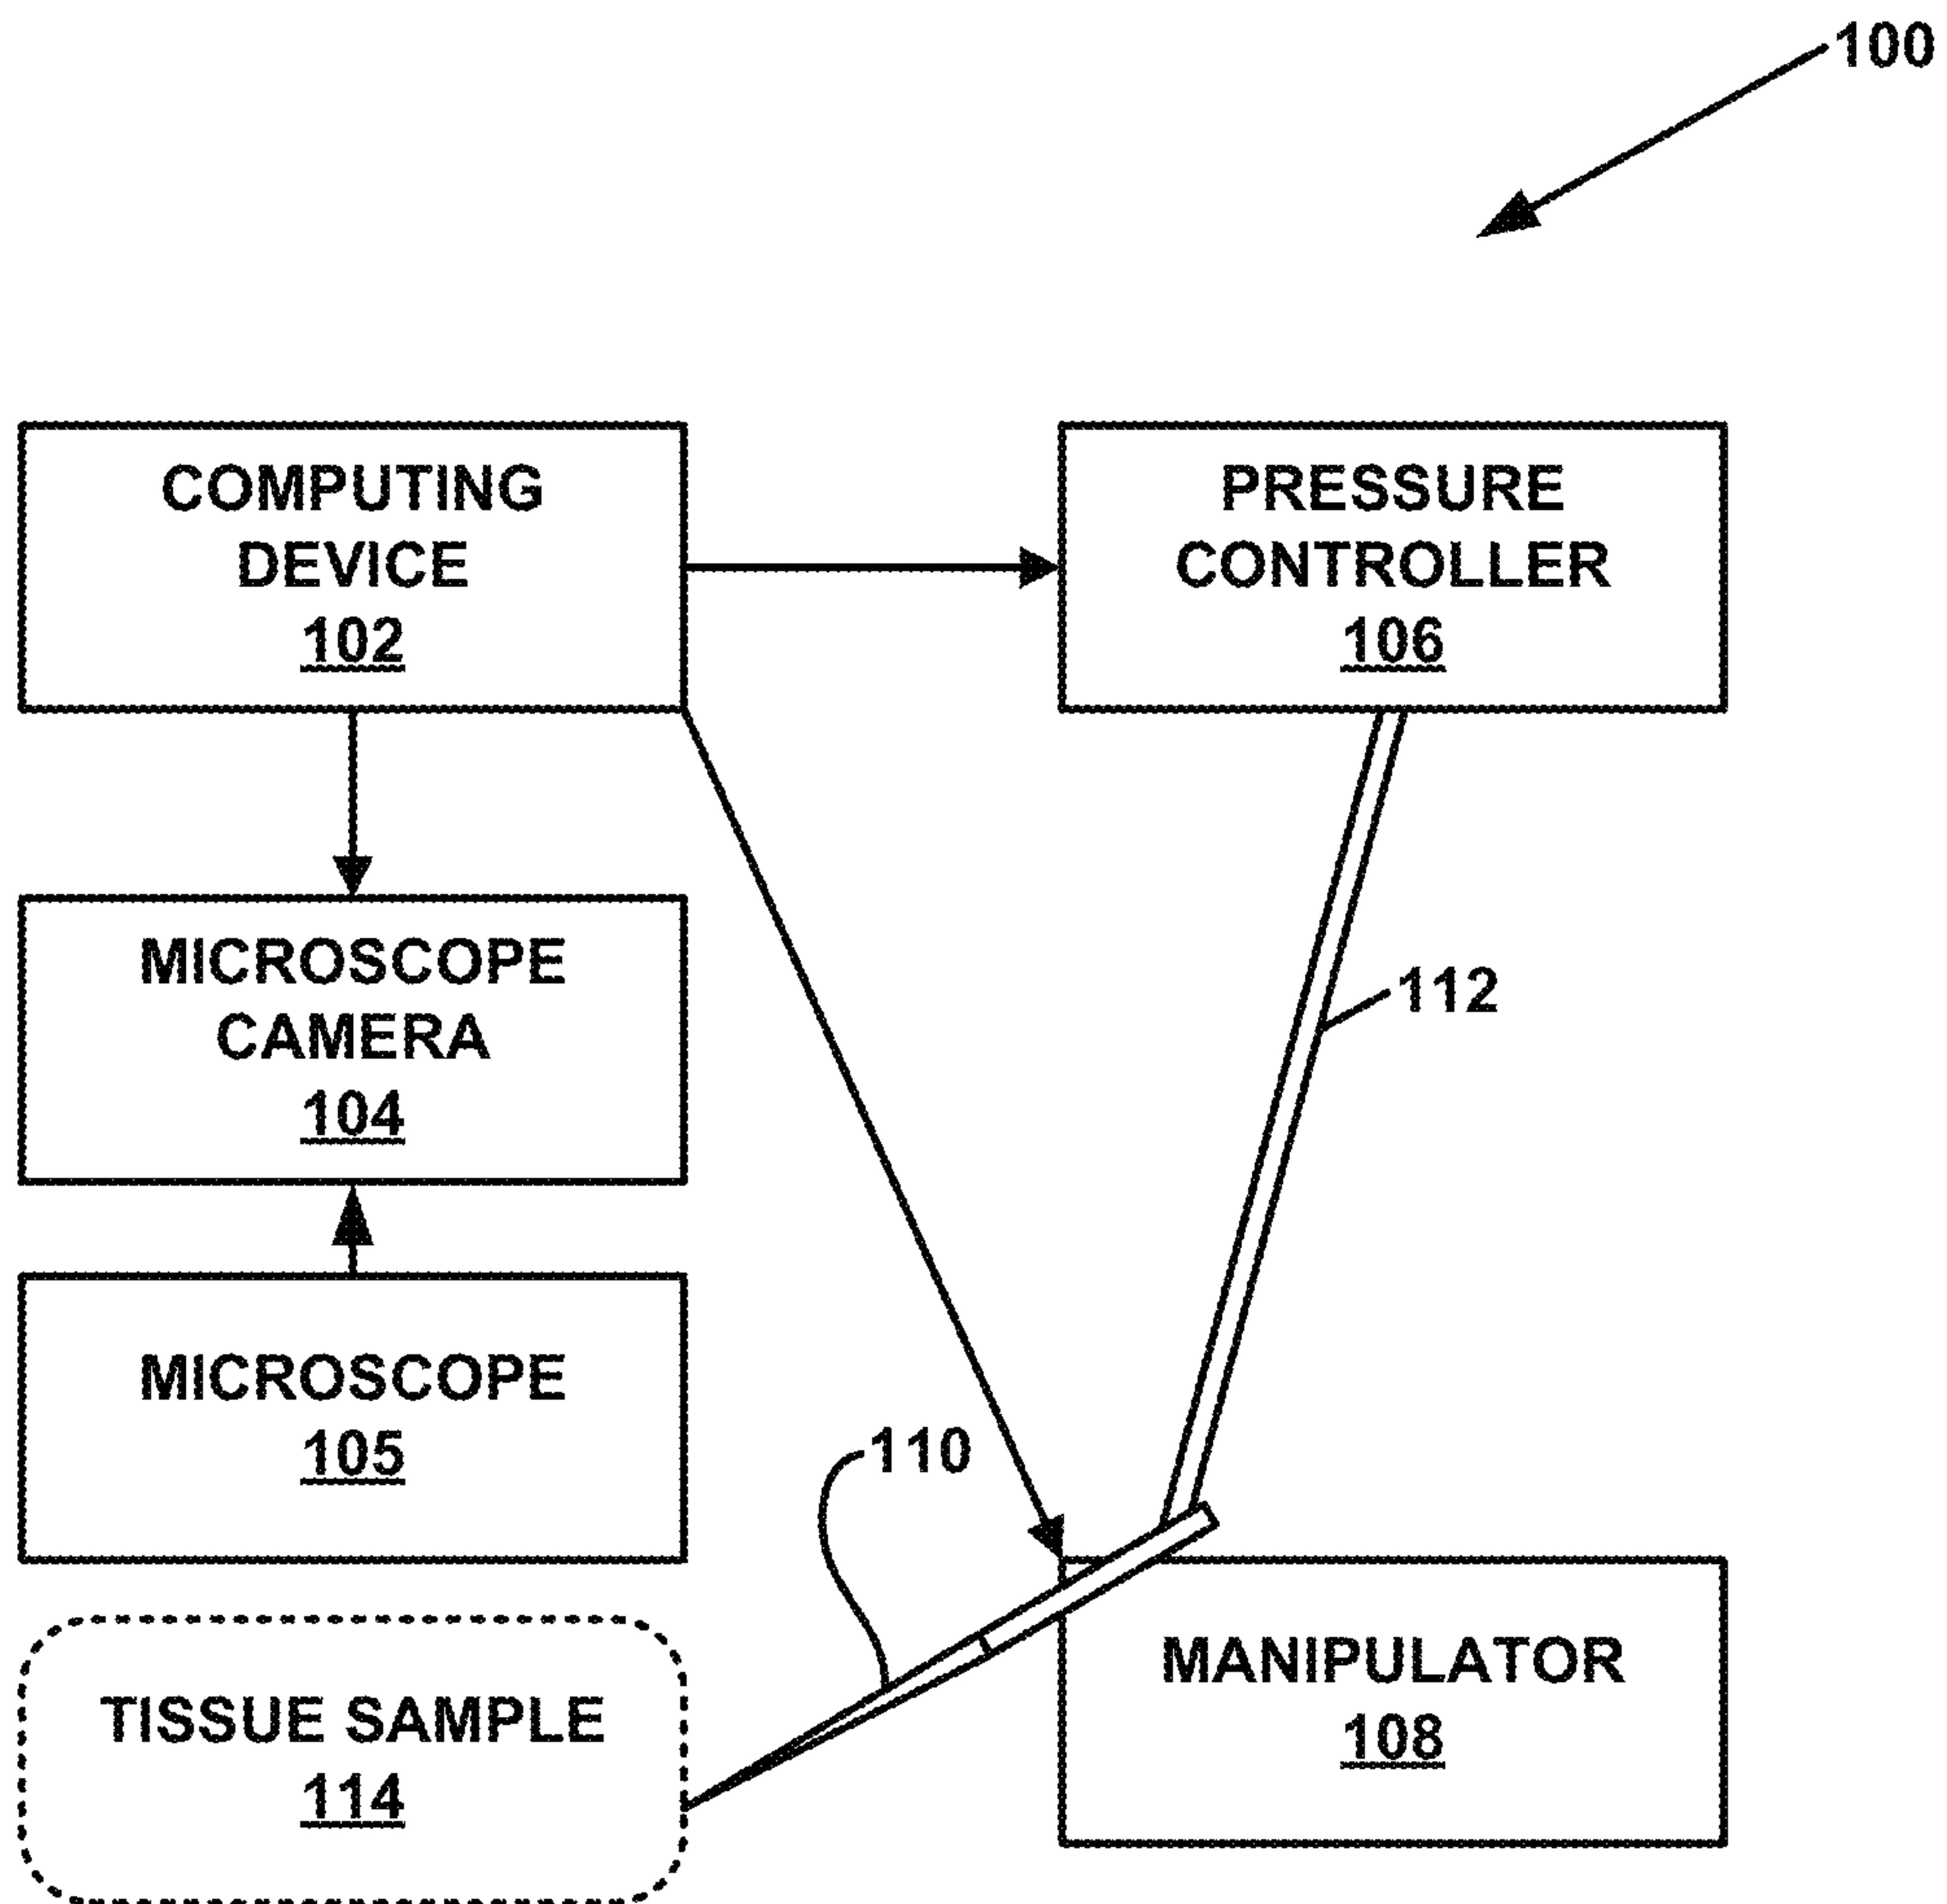 100
COMPUTING
DEVICE
102
PRESSURE
CONTROLLER
106
MICROSCOPE
CAMERA
104
112
MICROSCOPE
105
110
TISSUE SAMPLE
114
MANIPULATOR
108